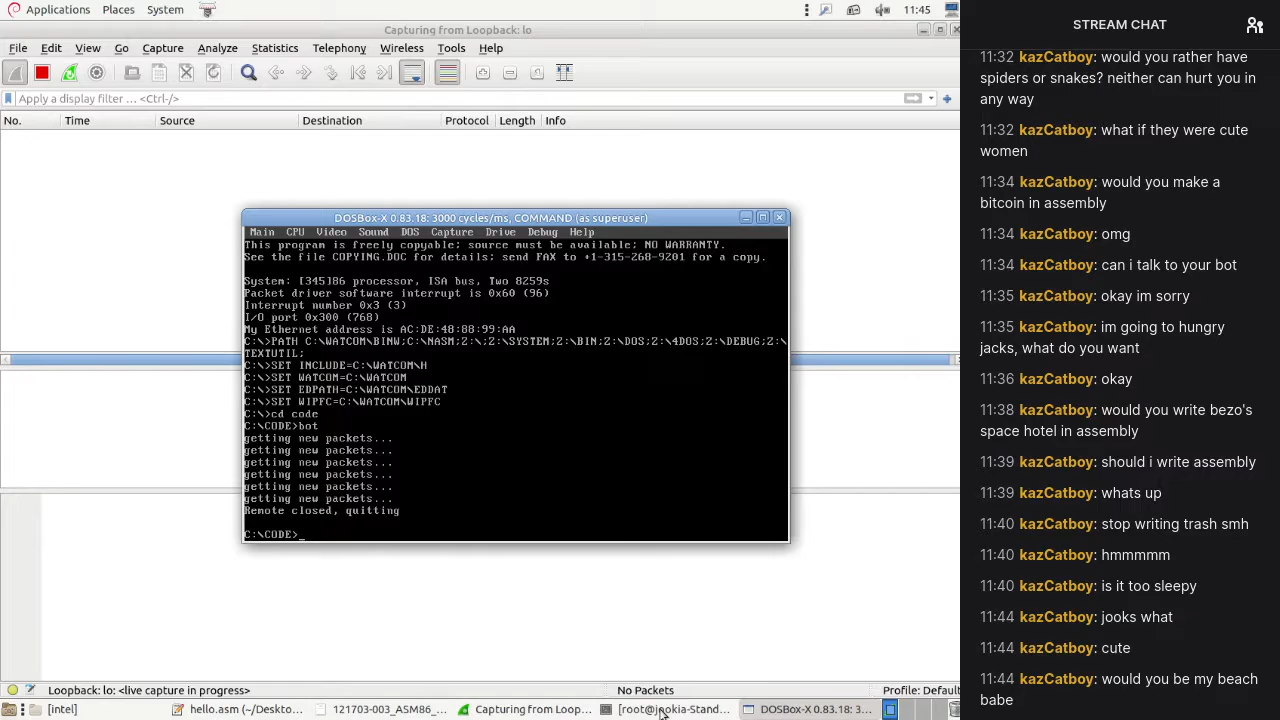 Applications Places System 11:45
Capturing from Loopback: lo
File Edit View Go Capture Analyze Statistics Telephony Wireless Tools Help
Apply a display filter ... <Ctrl-/>
No. Time Source Destination Protocol Length Info
DOSBox-X 0.83.18: 3000 cycles/ms, COMMAND (as superuser)
Main CPU Video Sound DOS Capture Drive Debug Help
This program is freely copyable; source must be available; NO WARRANTY.
See the file COPYING.DOC for details; send FAX to +1-315-268-9201 for a copy.
System: [345]86 processor, ISA bus, Two 8259s
Packet driver software interrupt is 0x60 (96)
Interrupt number 0x3 (3)
I/O port 0x300 (768)
My Ethernet address is AC:DE:48:88:99:AA
C:\>PATH C:\WATCOM\BINW;C:\NASM;Z:\;Z:\SYSTEM;Z:\BIN;Z:\DOS;Z:\4DOS;Z:\DEBUG;Z:\
TEXTUTIL;
C:\>SET INCLUDE=C:\WATCOM\H
C:\>SET WATCOM=C:\WATCOM
C:\>SET EDPATH=C:\WATCOM\EDDAT
C:\>SET WIPFC=C:\WATCOM\WIPFC
C:\>cd code
C:\CODE>bot
getting new packets...
getting new packets...
getting new packets...
getting new packets...
getting new packets...
getting new packets...
Remote closed, quitting
C:\CODE>_
Loopback: lo: <live capture in progress> No Packets Profile: Defaul
[intel] hello.asm (~/Deskto... 121703-003_ASM86_... Capturing from Loop... [root@jookia-Stand... DOSBox-X 0.83.18: 3...
STREAM CHAT
11:32 kazCatboy: would you rather have
spiders or snakes? neither can hurt you in
any way
11:32 kazCatboy: what if they were cute
women
11:34 kazCatboy: would you make a
bitcoin in assembly
11:34 kazCatboy: omg
11:34 kazCatboy: can i talk to your bot
11:35 kazCatboy: okay im sorry
11:35 kazCatboy: im going to hungry
jacks, what do you want
11:36 kazCatboy: okay
11:38 kazCatboy: would you write bezo's
space hotel in assembly
11:39 kazCatboy: should i write assembly
11:39 kazCatboy: whats up
11:40 kazCatboy: stop writing trash smh
11:40 kazCatboy: hmmmmm
11:40 kazCatboy: is it too sleepy
11:44 kazCatboy: jooks what
11:44 kazCatboy: cute
11:44 kazCatboy: would you be my beach
babe